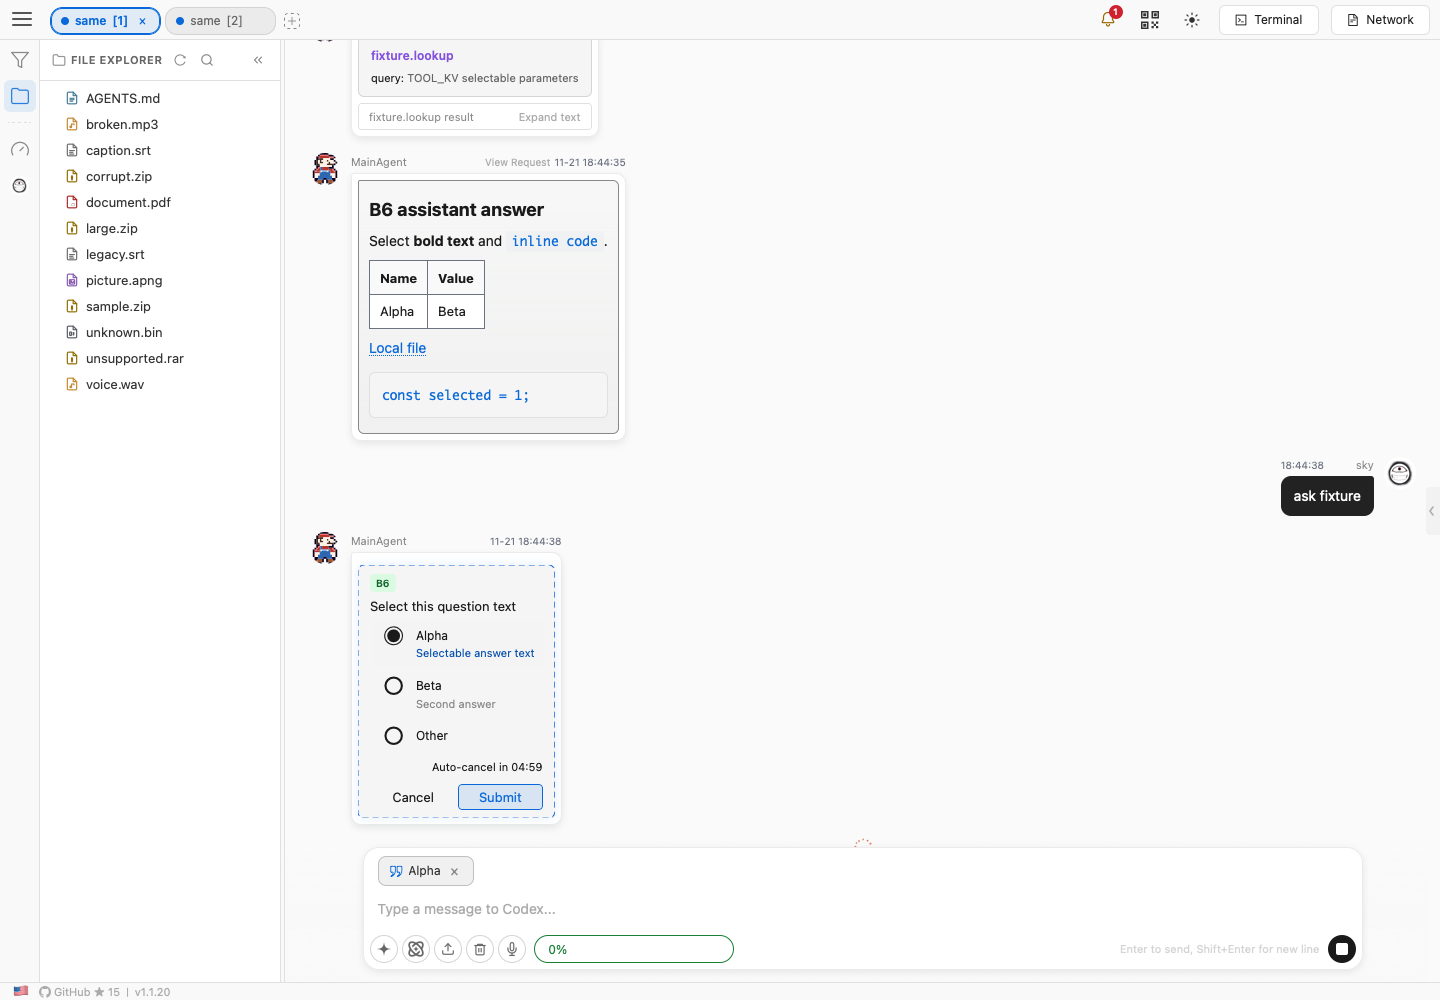 same [1] ×
same [2]
1
Terminal
Network
FILE EXPLORER
AGENTS.md
broken.mp3
caption.srt
corrupt.zip
document.pdf
large.zip
legacy.srt
picture.apng
sample.zip
unknown.bin
unsupported.rar
voice.wav
fixture.lookup
query: TOOL_KV selectable parameters
fixture.lookup result Expand text
MainAgent View Request 11-21 18:44:35
B6 assistant answer
Select bold text and inline code.
Name Value
Alpha Beta
Local file
const selected = 1;
18:44:38 sky
ask fixture
MainAgent 11-21 18:44:38
B6
Select this question text
Alpha
Selectable answer text
Beta
Second answer
Other
Auto-cancel in 04:59
Cancel Submit
Alpha ×
Type a message to Codex...
0%
Enter to send, Shift+Enter for new line
GitHub ★ 15 | v1.1.20